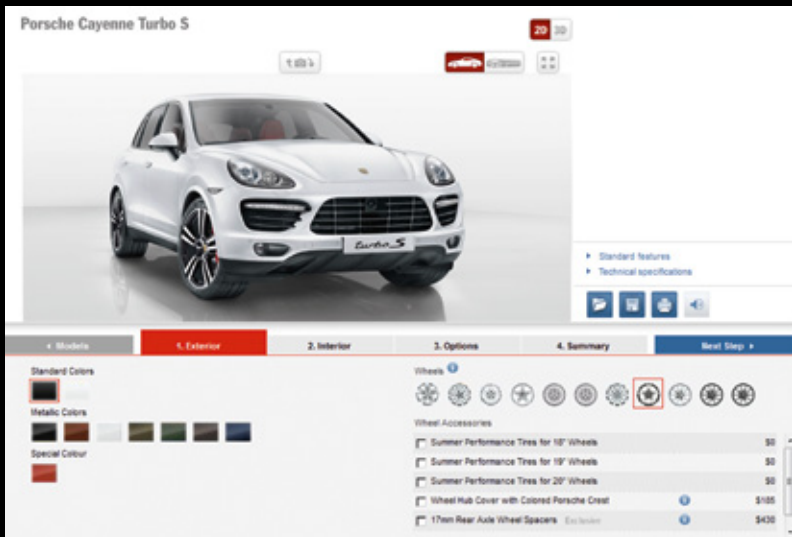 Porsche Cayenne Turbo S
2D 3D
turbo S
Standard features
Technical specifications
Models
1. Exterior
2. Interior
3. Options
4. Summary
Next Step
Standard Colors
Wheels
Metallic Colors
Wheel Accessories
Special Colour
Summer Performance Tires for 18" Wheels $0
Summer Performance Tires for 19" Wheels $0
Summer Performance Tires for 20" Wheels $0
Wheel Hub Cover with Colored Porsche Crest $185
17mm Rear Axle Wheel Spacers Exclusive $430